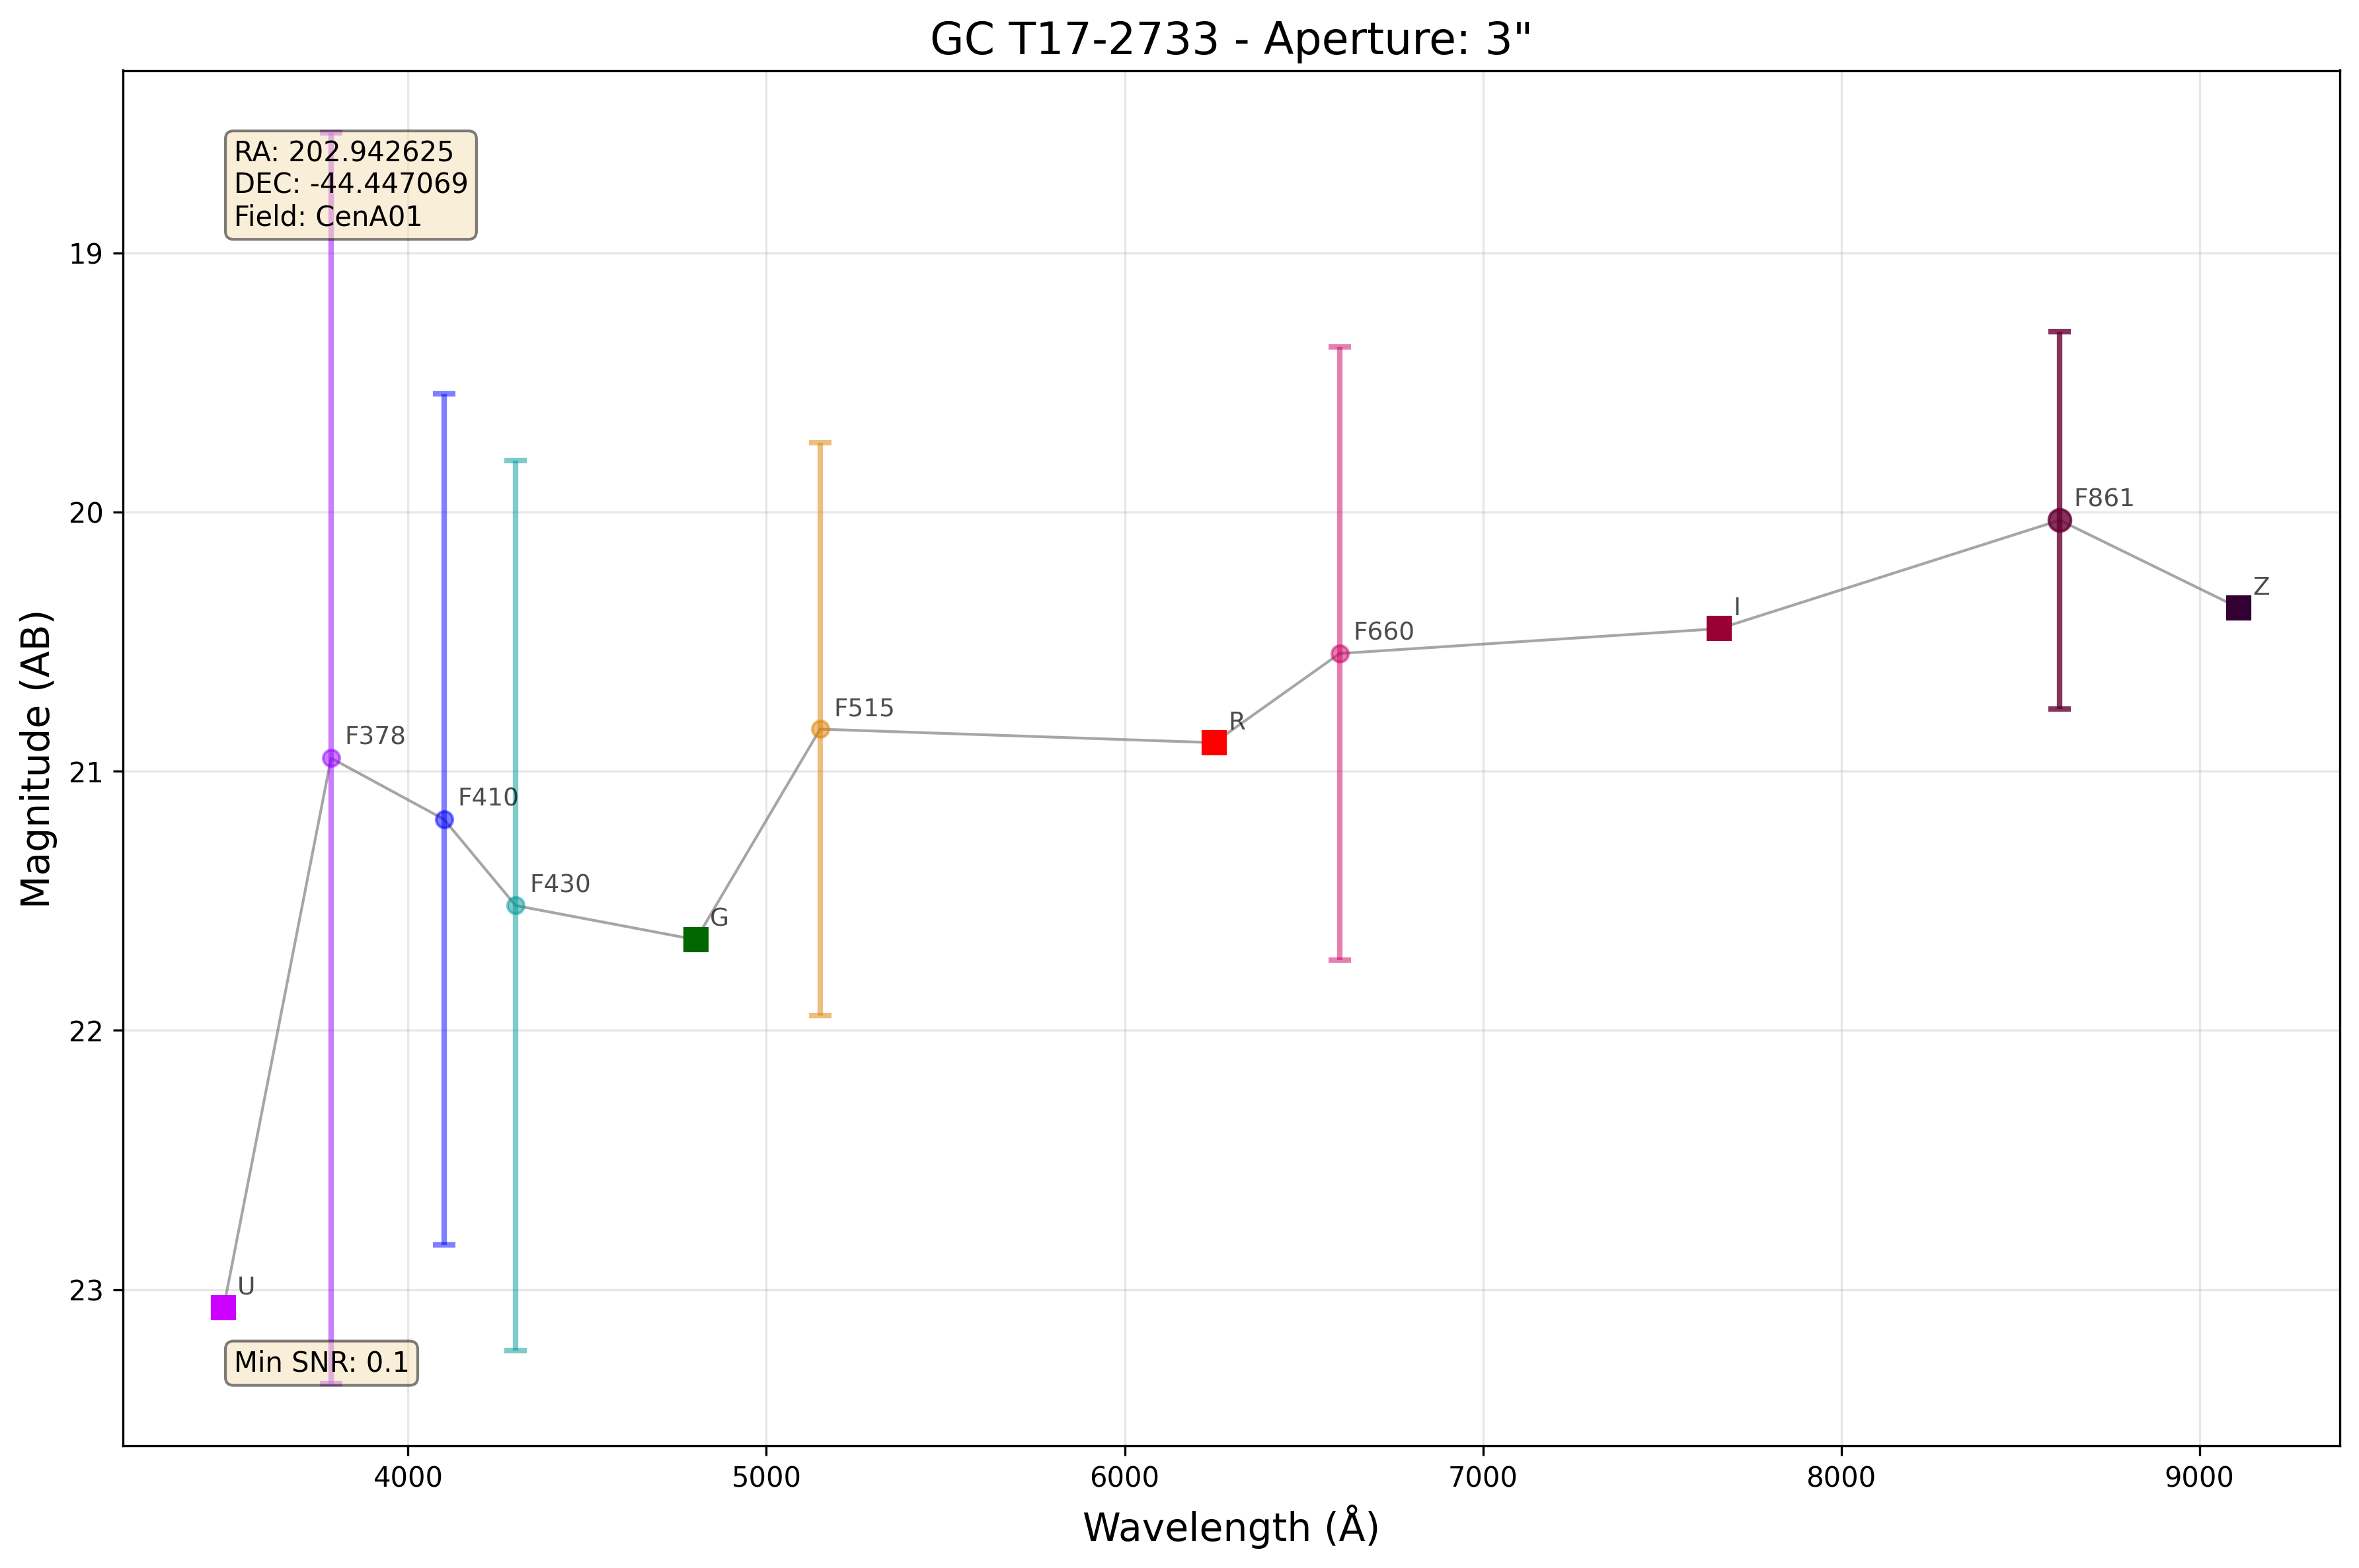 GC T17-2733 - Aperture: 3"
RA: 202.942625
DEC: -44.447069
Field: CenA01
19
20
21
22
23
Magnitude (AB)
F861
Z
I
F660
R
F515
F378
F410
F430
G
U
Min SNR: 0.1
4000 5000 6000 7000 8000 9000
Wavelength (Å)